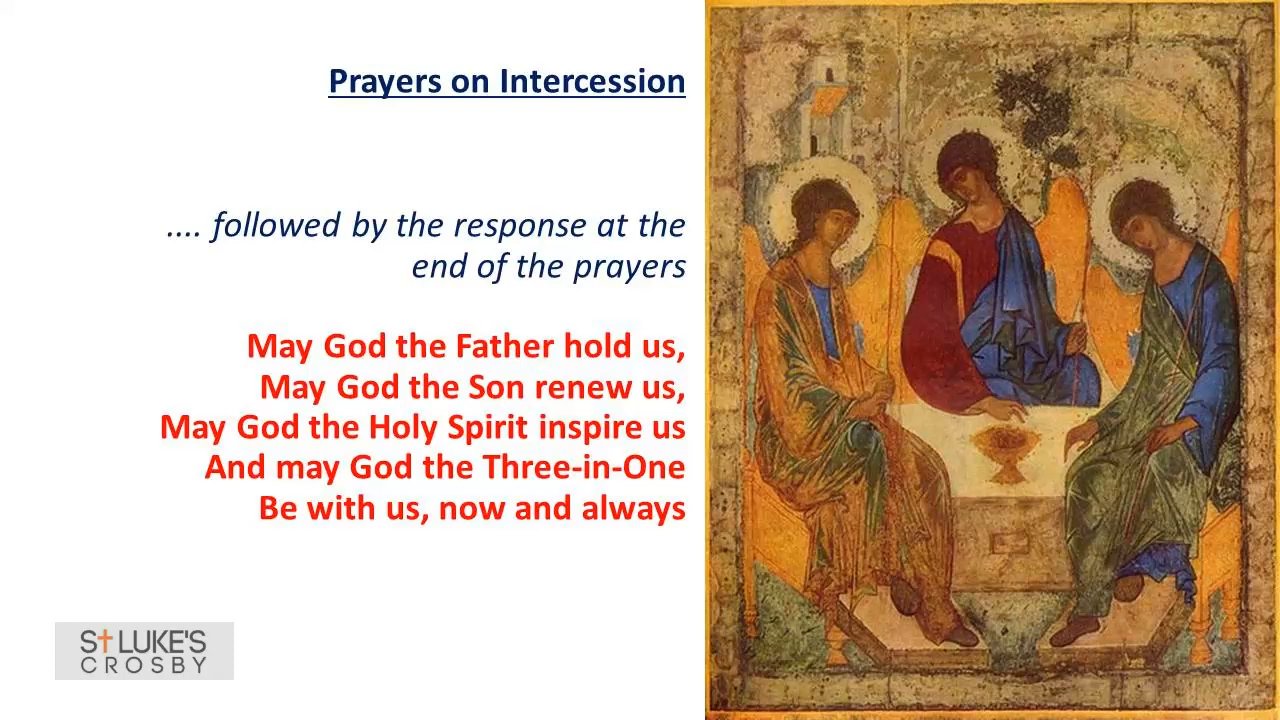 Prayers on Intercession
.... followed by the response at the
end of the prayers
May God the Father hold us,
May God the Son renew us,
May God the Holy Spirit inspire us
And may God the Three-in-One
Be with us, now and always
ST LUKE'S
CROSBY